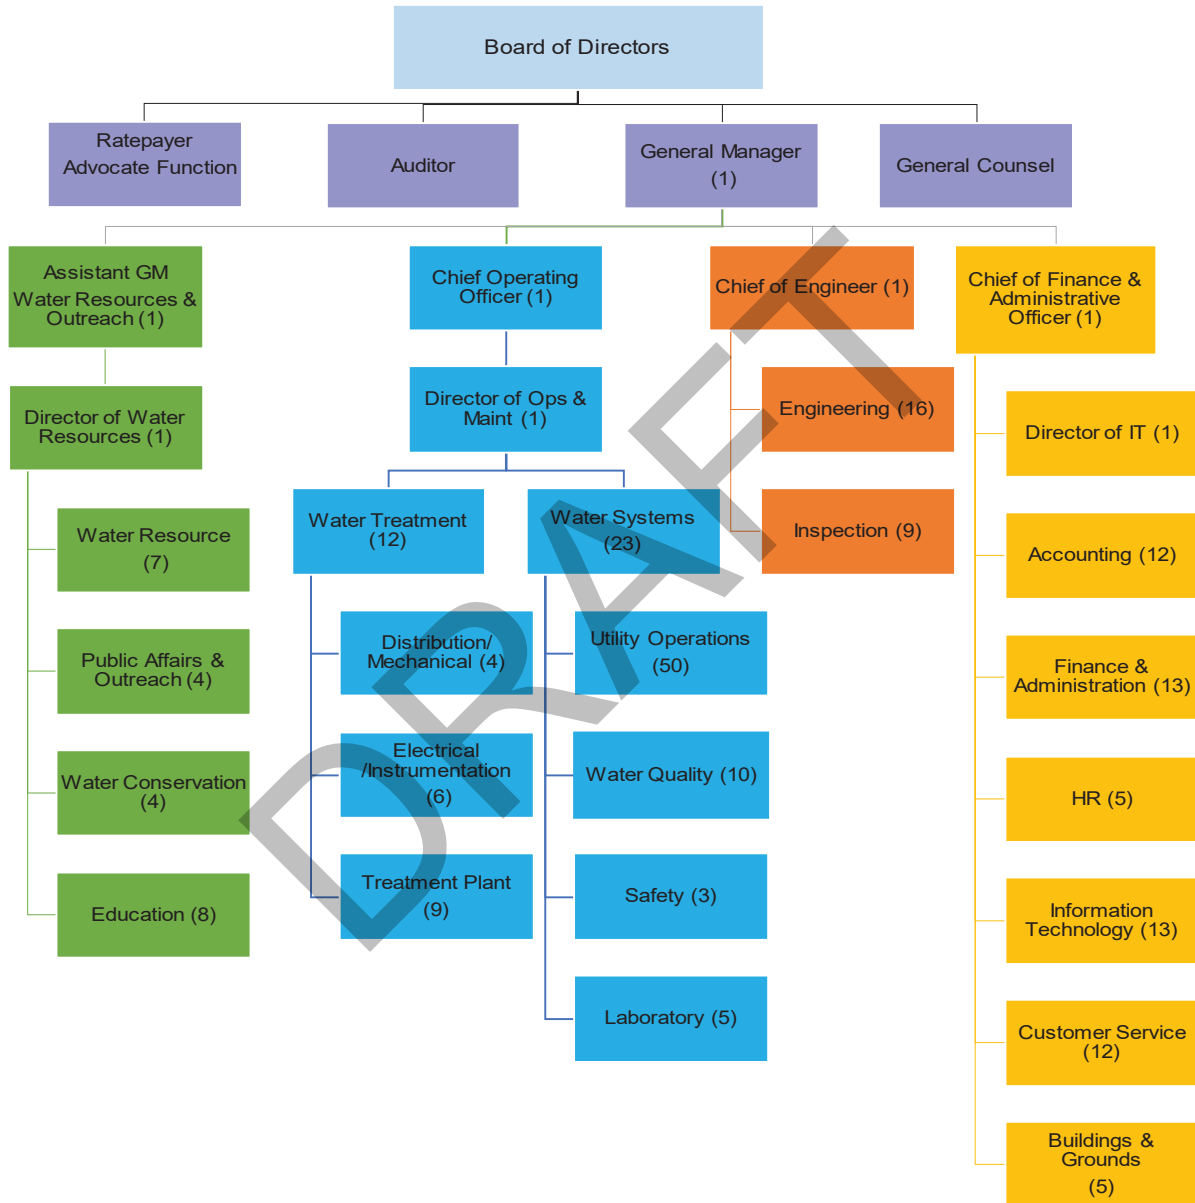 Board of Directors
Ratepayer
Advocate Function
Auditor
General Manager
(1)
General Counsel
Assistant GM
Water Resources &
Outreach (1)
Chief Operating
Officer (1)
Chief of Engineer (1)
Chief of Finance &
Administrative
Officer (1)
Director of Water
Resources (1)
Director of Ops &
Maint (1)
Engineering (16)
Director of IT (1)
Water Treatment
(12)
Water Systems
(23)
Inspection (9)
Accounting (12)
Water Resource
(7)
Distribution/
Mechanical (4)
Utility Operations
(50)
Finance &
Administration (13)
Public Affairs &
Outreach (4)
Electrical
/Instrumentation
(6)
Water Quality (10)
HR (5)
Water Conservation
(4)
Treatment Plant
(9)
Safety (3)
Information
Technology (13)
Education (8)
Laboratory (5)
Customer Service
(12)
Buildings &
Grounds
(5)
DRAFT